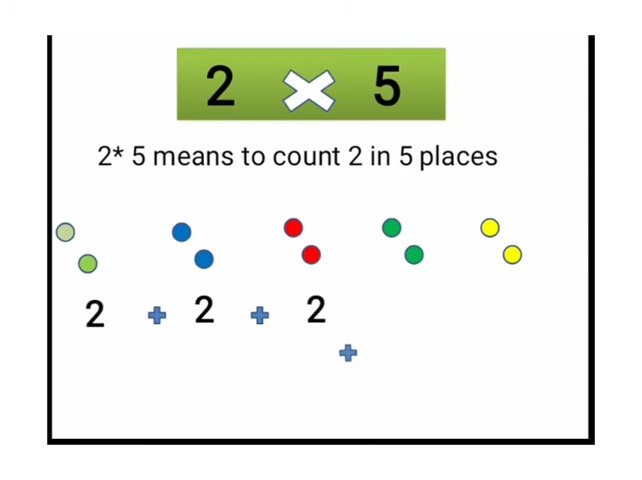 2 × 5
2* 5 means to count 2 in 5 places
2 + 2 + 2 +